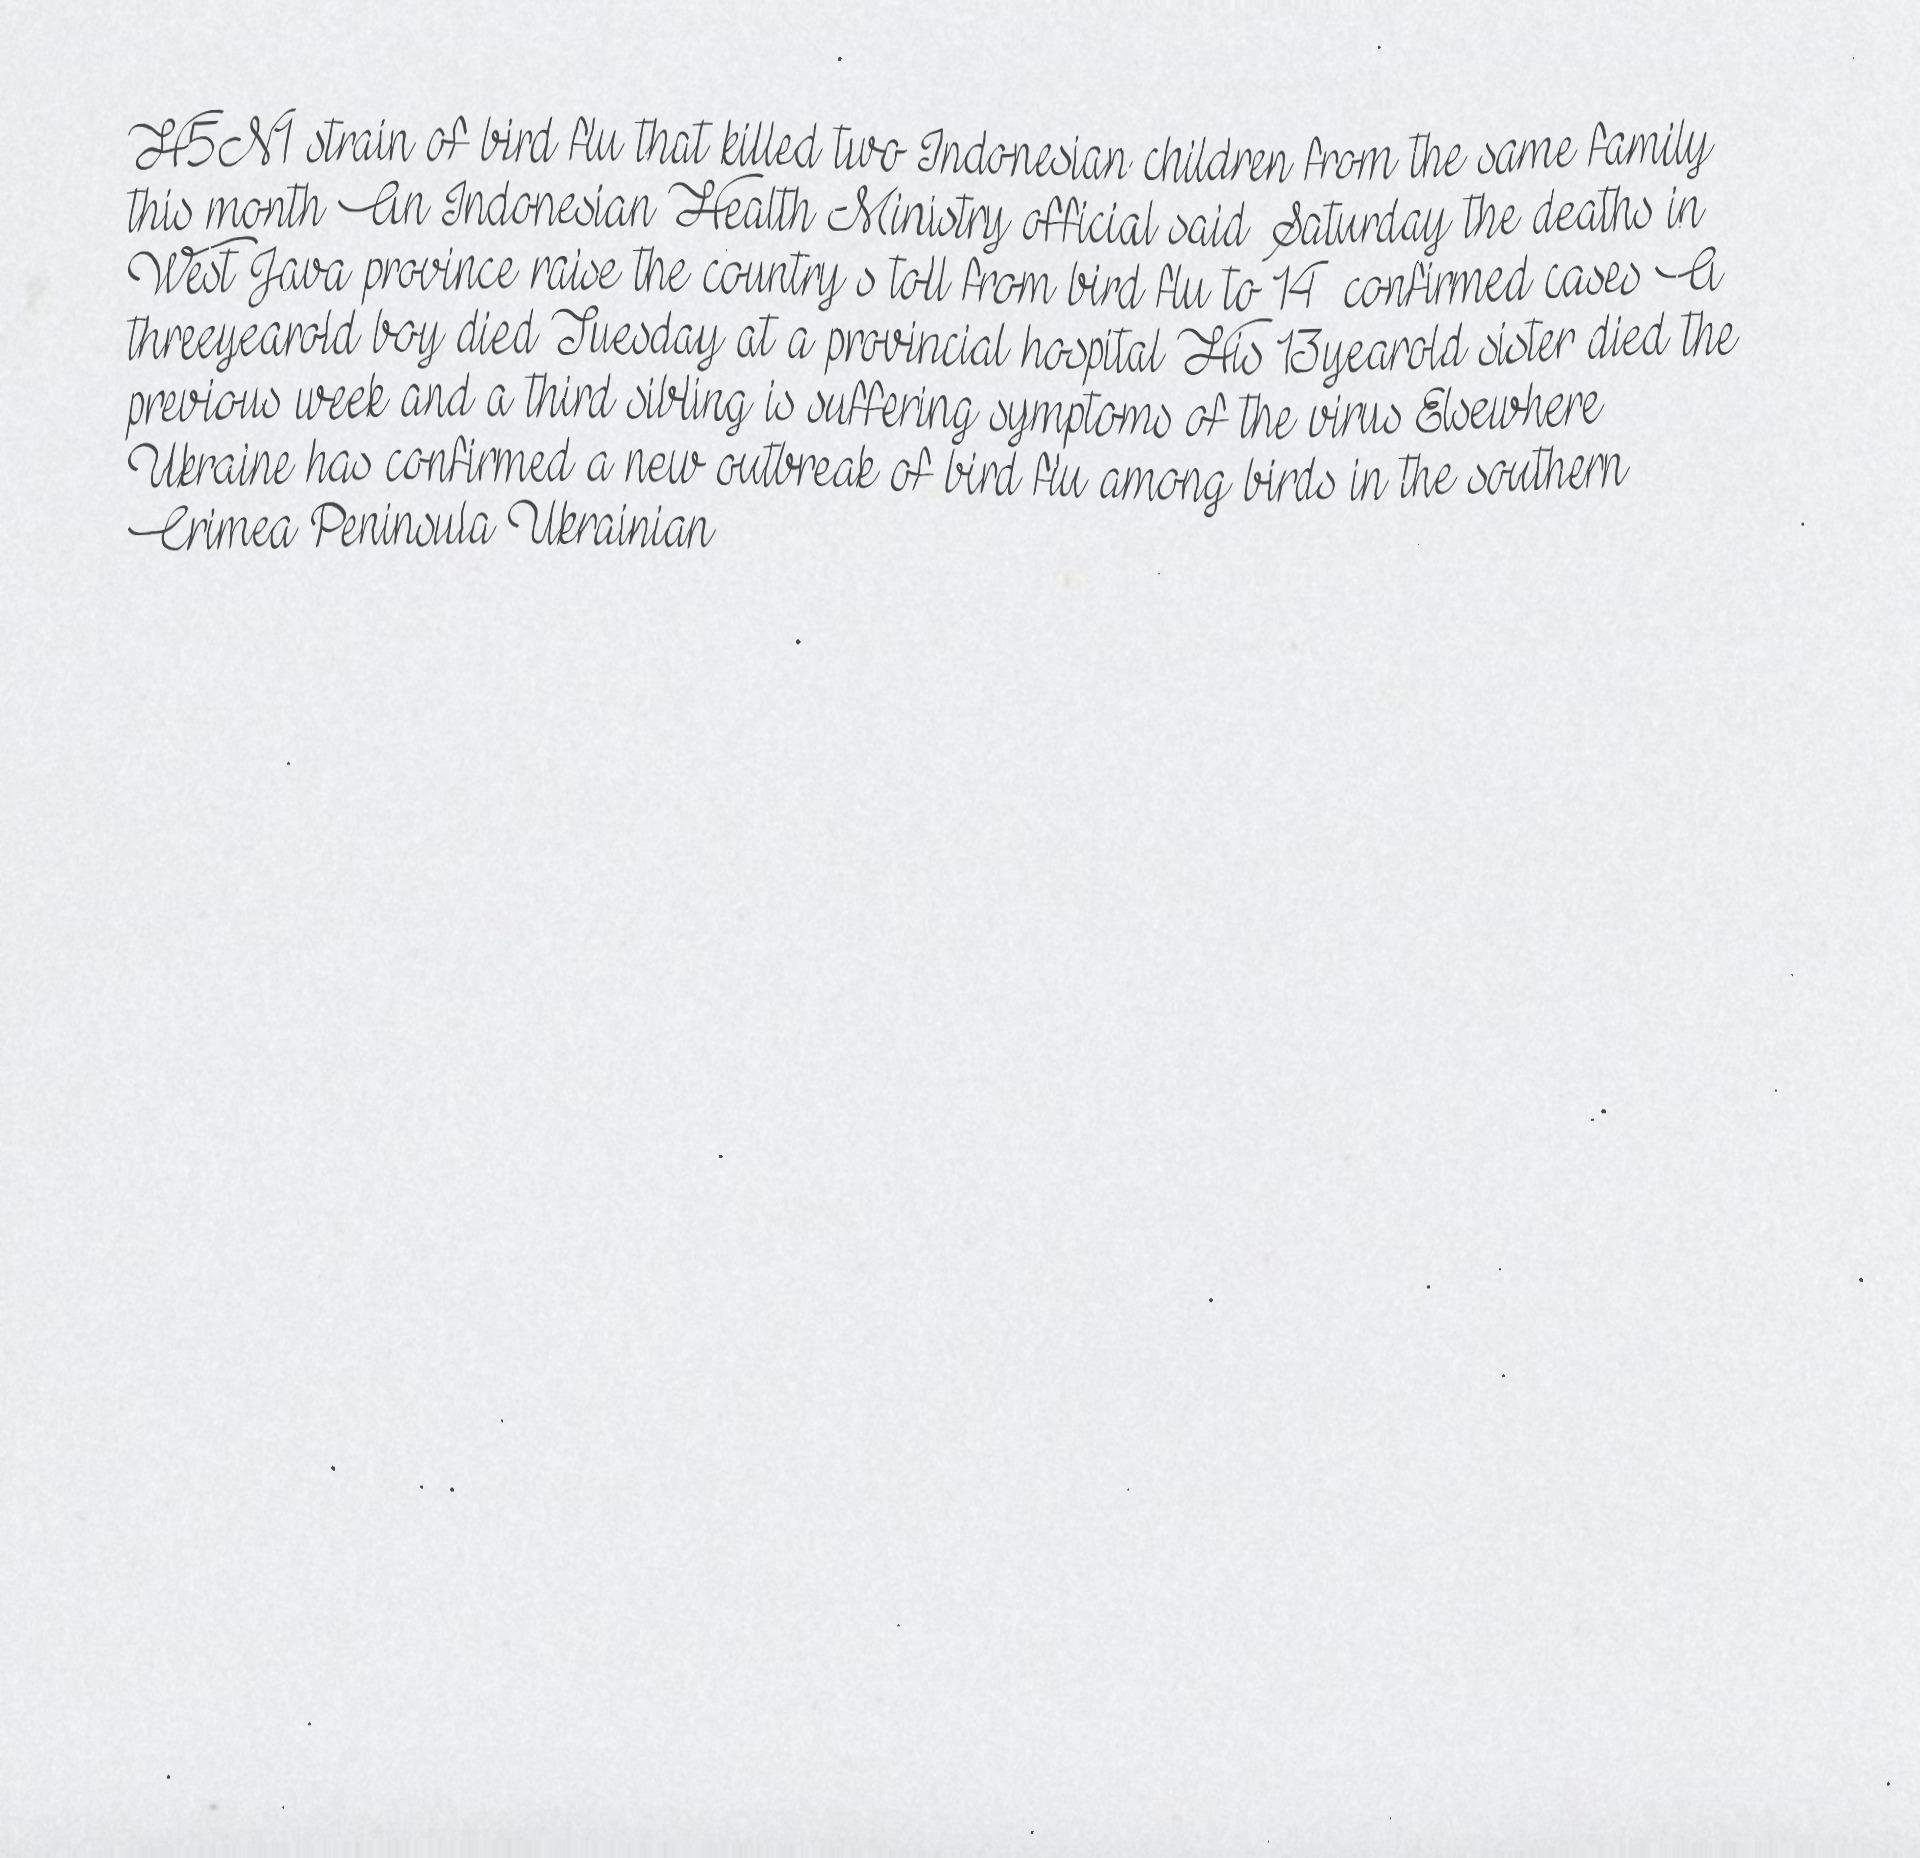 H5N1 strain of bird flu that killed two Indonesian children from the same family
this month An Indonesian Health Ministry official said Saturday the deaths in
West Java province raise the country s toll from bird flu to 14 confirmed cases A
threeyearold boy died Tuesday at a provincial hospital His 13yearold sister died the
previous week and a third sibling is suffering symptoms of the virus Elsewhere
Ukraine has confirmed a new outbreak of bird flu among birds in the southern
Crimea Peninsula Ukrainian